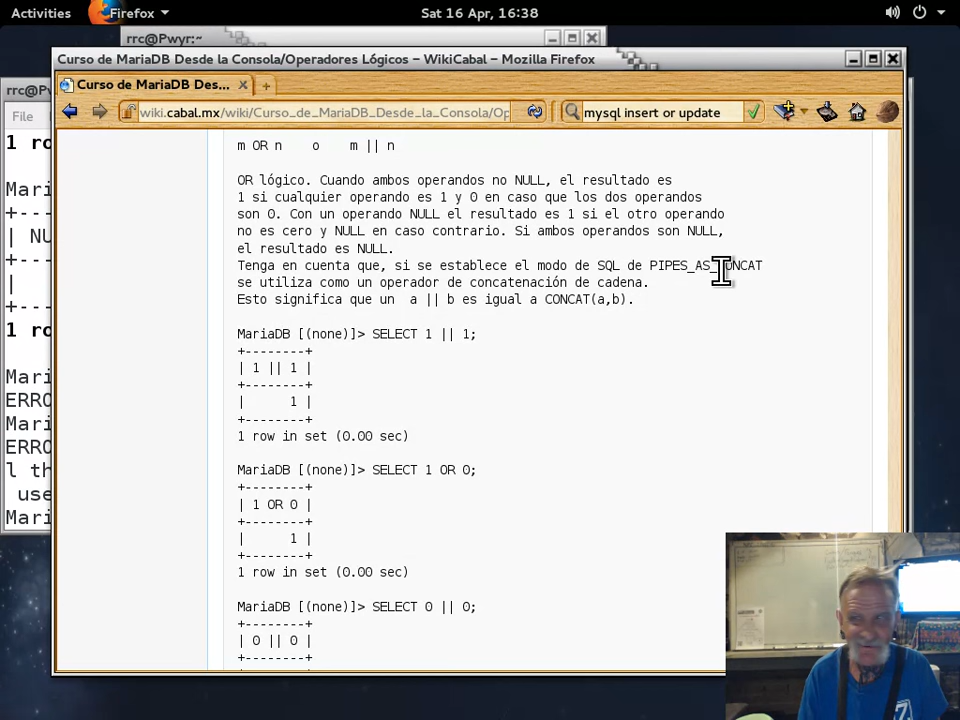 Activities Firefox Sat 16 Apr, 16:38
rrc@Pwyr:~
Curso de MariaDB Desde la Consola/Operadores Lógicos – WikiCabal – Mozilla Firefox
rrc@Pw
Curso de MariaDB Des...
File
wiki.cabal.mx/wiki/Curso_de_MariaDB_Desde_la_Consola/Op
mysql insert or update
m OR n o m || n
OR lógico. Cuando ambos operandos no NULL, el resultado es
1 si cualquier operando es 1 y 0 en caso que los dos operandos
son 0. Con un operando NULL el resultado es 1 si el otro operando
no es cero y NULL en caso contrario. Si ambos operandos son NULL,
el resultado es NULL.
Tenga en cuenta que, si se establece el modo de SQL de PIPES_AS_CONCAT
se utiliza como un operador de concatenación de cadena.
Esto significa que un a || b es igual a CONCAT(a,b).
MariaDB [(none)]> SELECT 1 || 1;
+--------+
| 1 || 1 |
+--------+
|      1 |
+--------+
1 row in set (0.00 sec)
MariaDB [(none)]> SELECT 1 OR 0;
+--------+
| 1 OR 0 |
+--------+
|      1 |
+--------+
1 row in set (0.00 sec)
MariaDB [(none)]> SELECT 0 || 0;
+--------+
| 0 || 0 |
+--------+
1 ro
Mari
+---
| NU
+---
|
+---
1 ro
Mari
ERRO
Mari
ERRO
l th
use
Mari